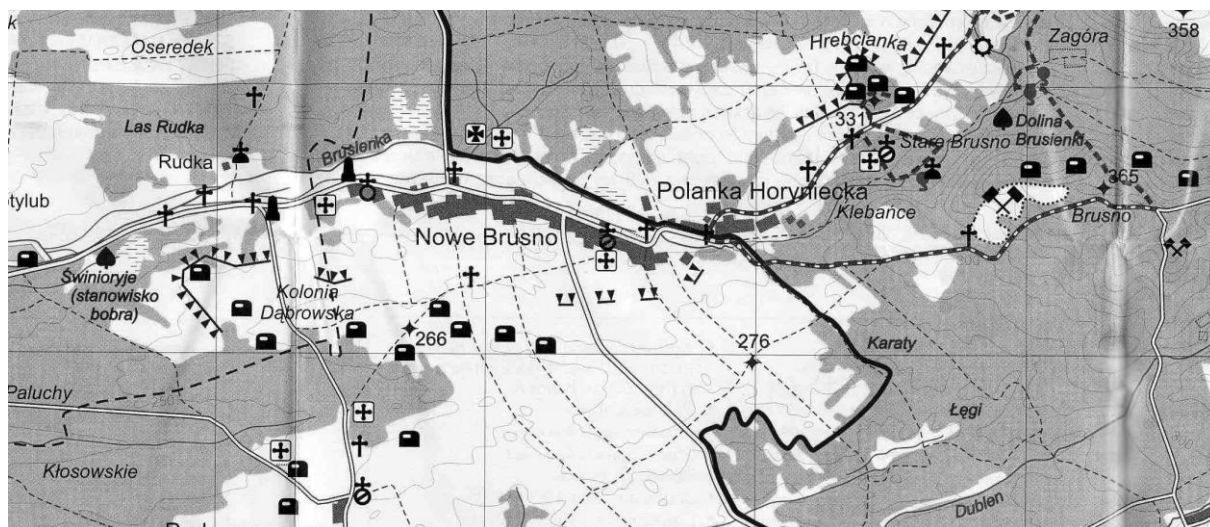 Oseredek
Hrebcianka
Zagóra
358
Las Rudka
Brusienka
331
Stare Brusno
Dolina
Brusienki
Rudka
tylub
Polanka Horyniecka
365
Klebańce
Brusno
Nowe Brusno
Świnioryje
(stanowisko
bobra)
Kolonia
Dąbrowska
266
276
Karaty
Paluchy
Łęgi
Kłosowskie
Dublen